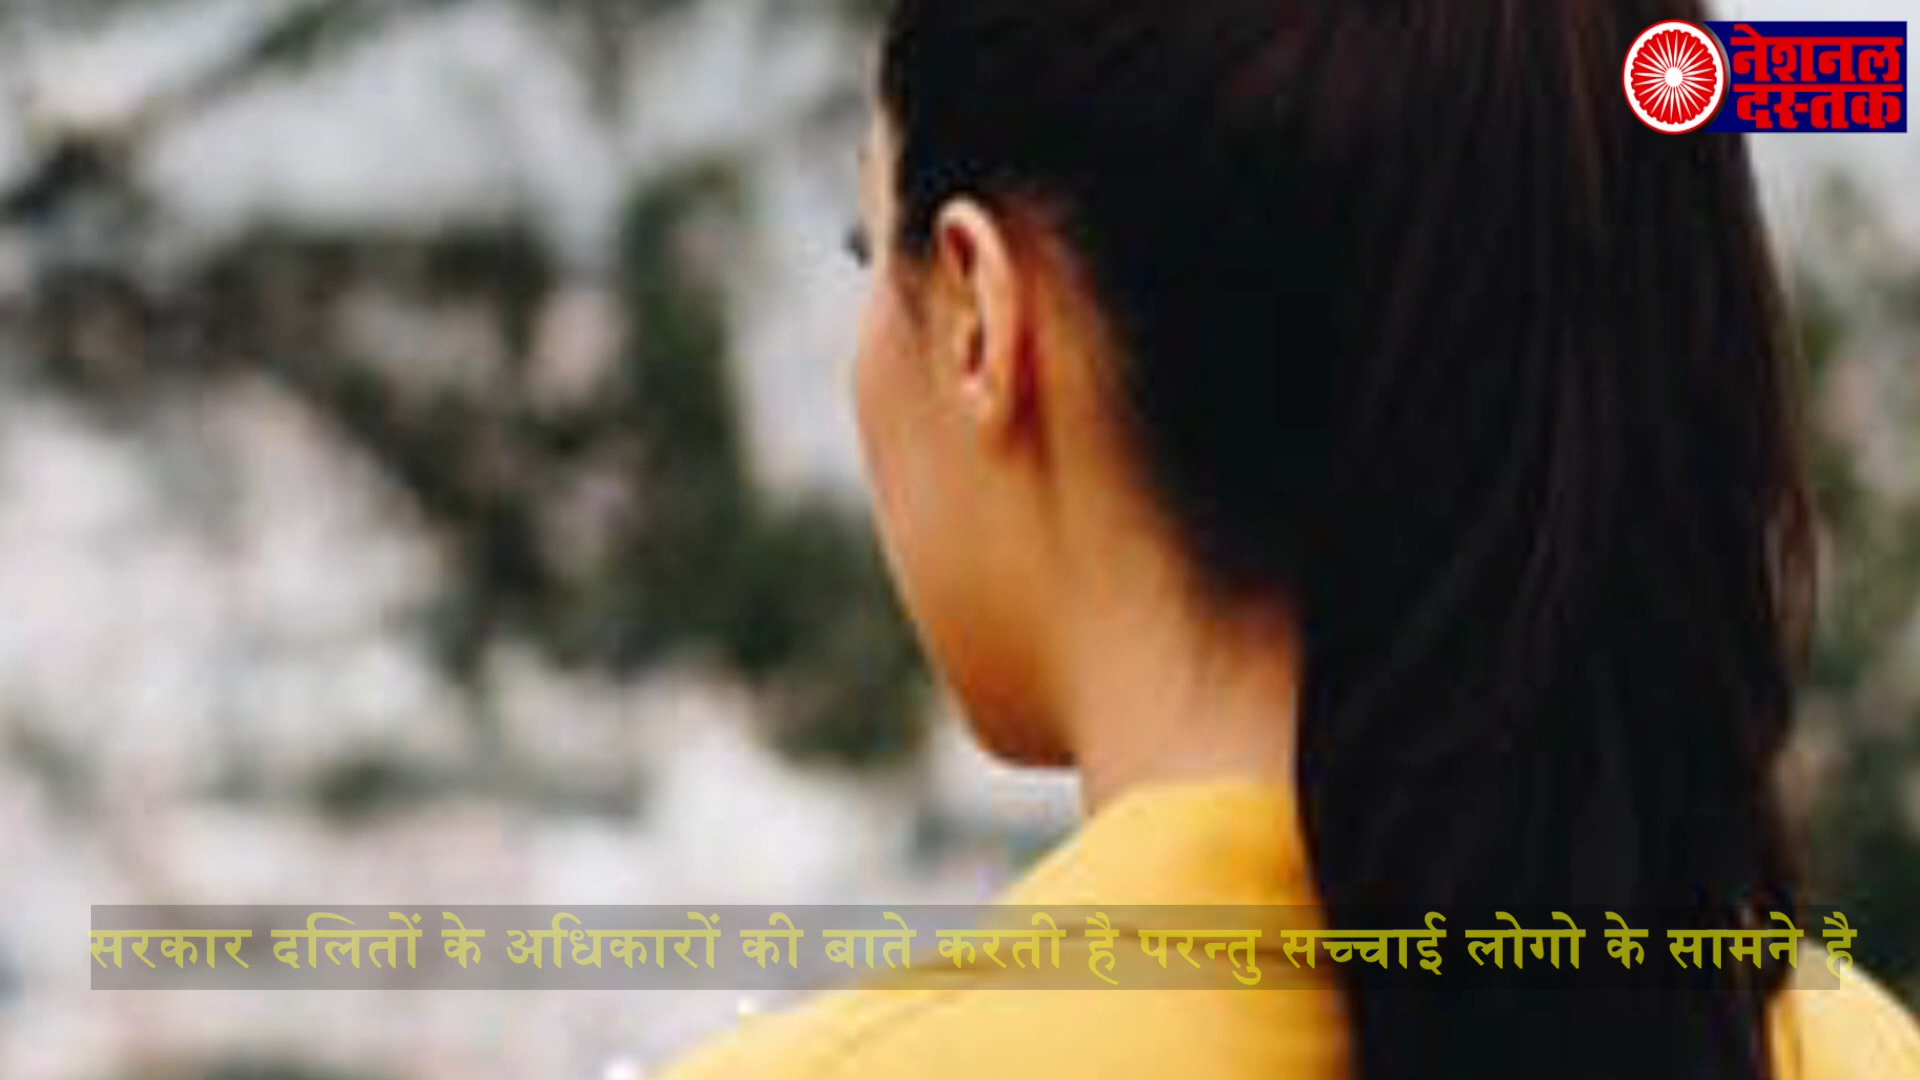 नेशनल
दस्तक
सरकार दलितों के अधिकारों की बाते करती है परन्तु सच्चाई लोगो के सामने है